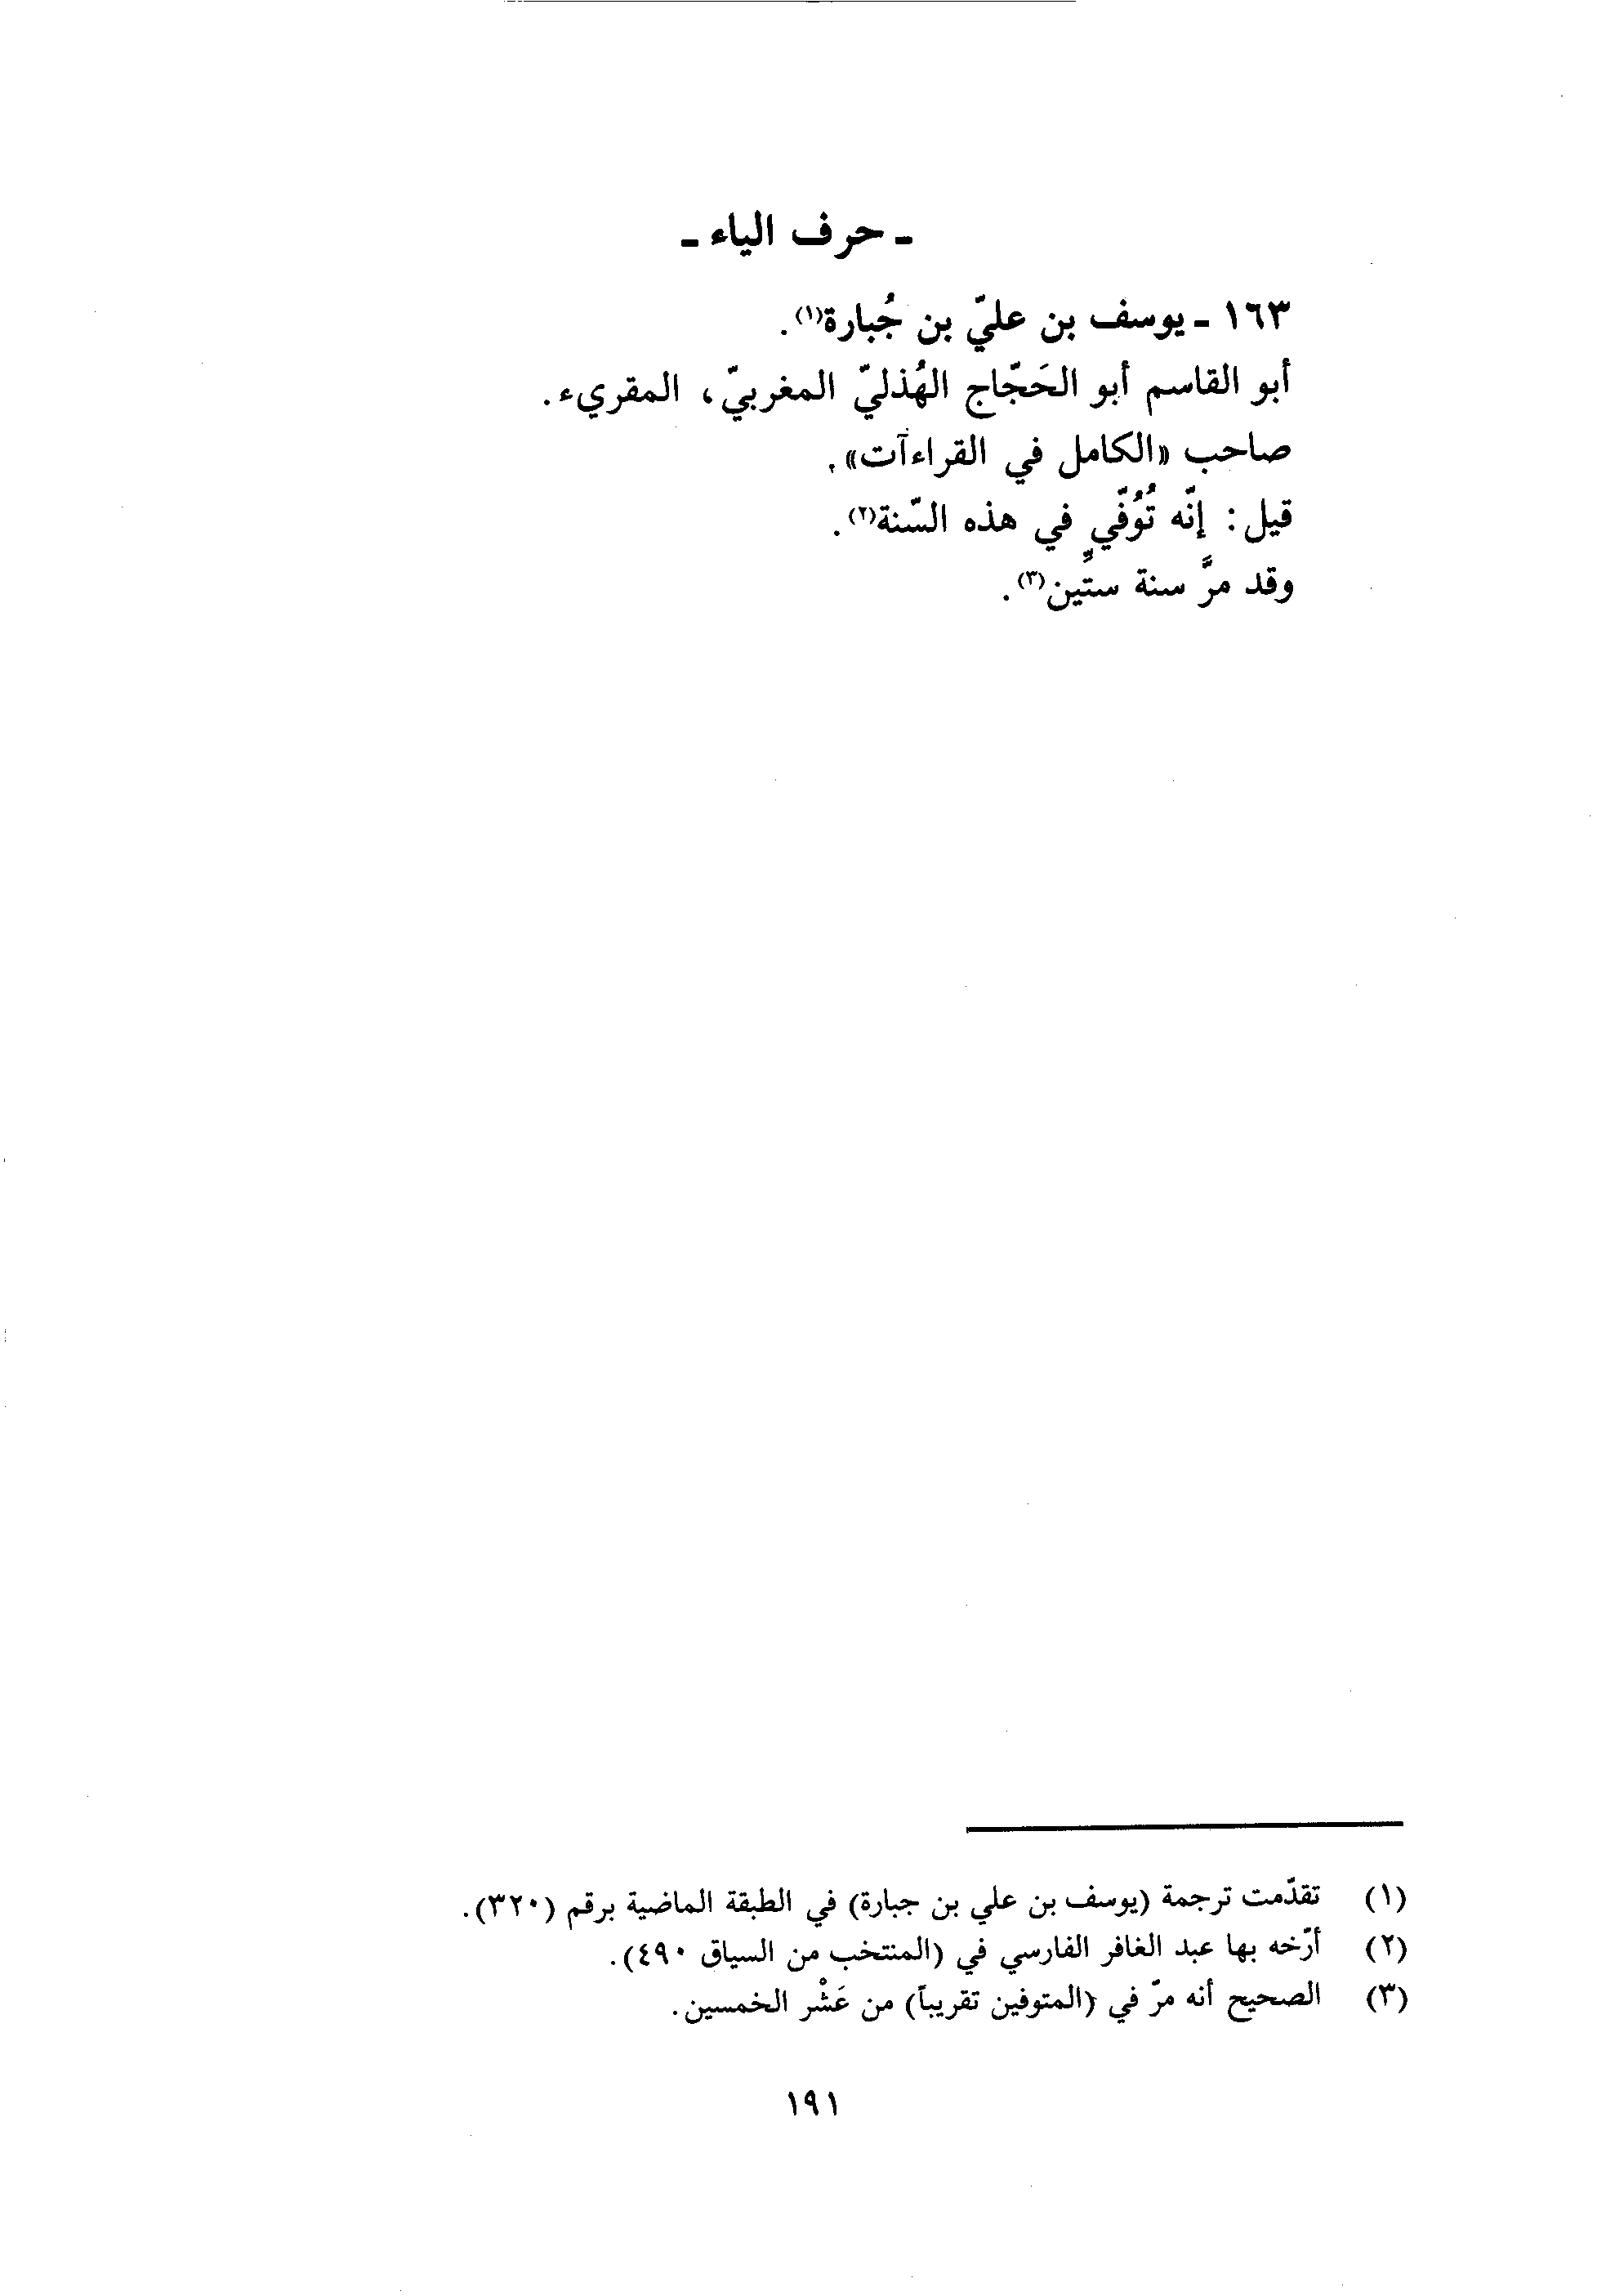 ـ حرف الياء ـ
١٦٣ ـ يوسف بن عليّ بن جُبارة(١).
أبو القاسم أبو الحَجّاج الهُذليّ المغربيّ، المقريء.
صاحب «الكامل في القراءآت».
قيل: إنّه تُوُفّي في هذه السّنة(٢).
وقد مرَّ سنة ستّين(٣).
(١) تقدّمت ترجمة (يوسف بن علي بن جبارة) في الطبقة الماضية برقم (٣٢٠).
(٢) أرّخه بها عبد الغافر الفارسي في (المنتخب من السياق ٤٩٠).
(٣) الصحيح أنه مرّ في (المتوفين تقريباً) من عَشْر الخمسين.
١٩١